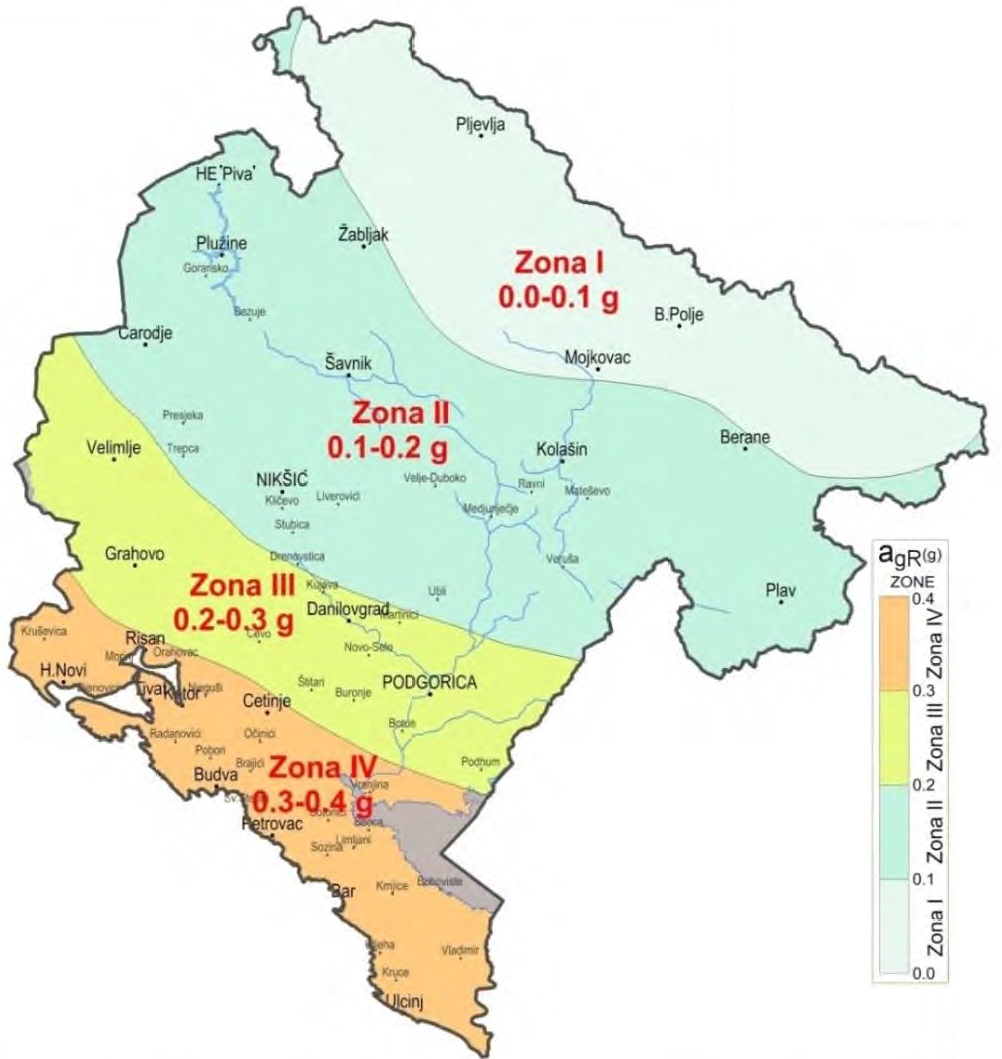 Pljevlja
HE Piva
Žabljak
Plužine
Goransko
Zona I
0.0-0.1 g
Bezuje
B.Polje
Carodje
Mojkovac
Šavnik
Zona II
0.1-0.2 g
Presjeka
Trepca
Velimlje
Kolašin
Berane
NIKŠIĆ
Kličevo
Liverovići
Velje-Duboko
Ravni
Mateševo
Medjurječje
Stubica
Drenovstica
Veruša
Grahovo
Zona III
0.2-0.3 g
Kujava
Ubli
Plav
Danilovgrad
Martinici
Čevo
Novo-Selo
Kruševica
Risan
Orahovac
H.Novi
Tivat
Kotor
Njeguši
Štitari
Buronje
PODGORICA
Cetinje
Radanovići
Očinići
Pobori
Brajići
Podhum
Budva
Zona IV
0.3-0.4 g
Vranjina
Petrovac
Limljani
Sozina
Bar
Krnjice
Boboviste
Vladimir
Kruce
Ulcinj
agR(g)
ZONE
0.4
Zona IV
0.3
Zona III
0.2
Zona II
0.1
Zona I
0.0